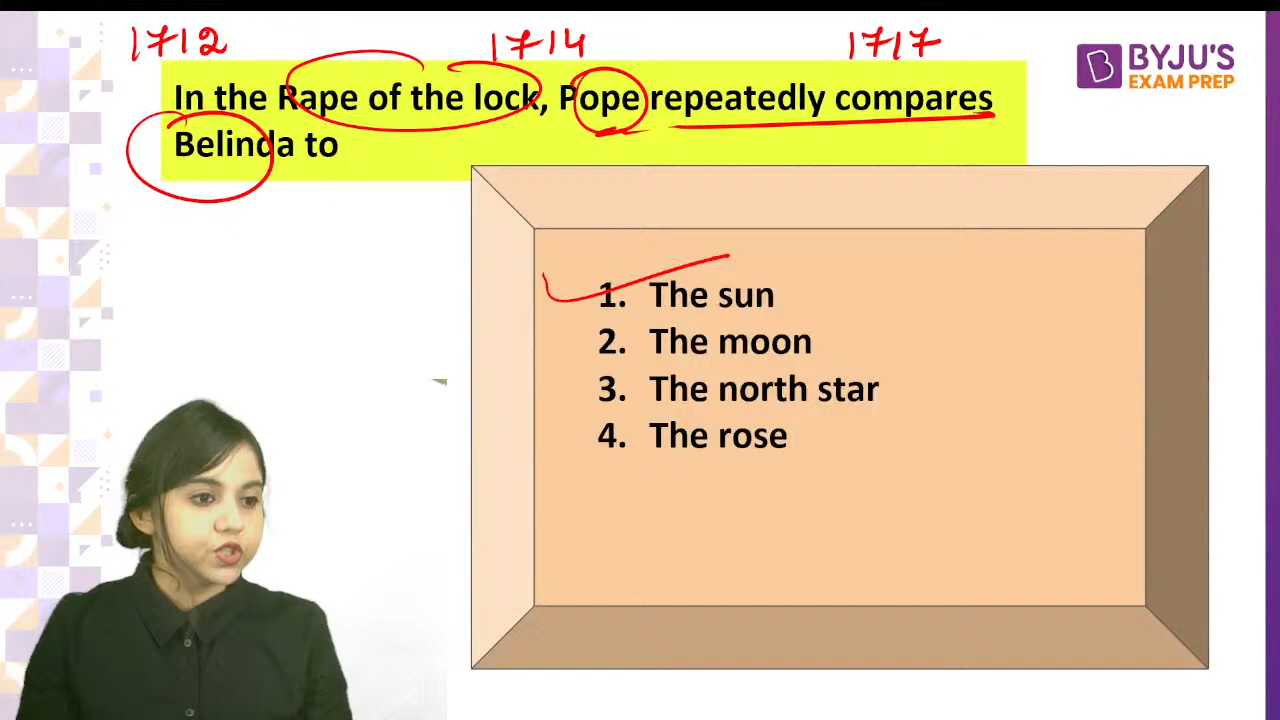 1712 1714 1717
BYJU'S
EXAM PREP
In the Rape of the lock, Pope repeatedly compares
Belinda to
1. The sun
2. The moon
3. The north star
4. The rose